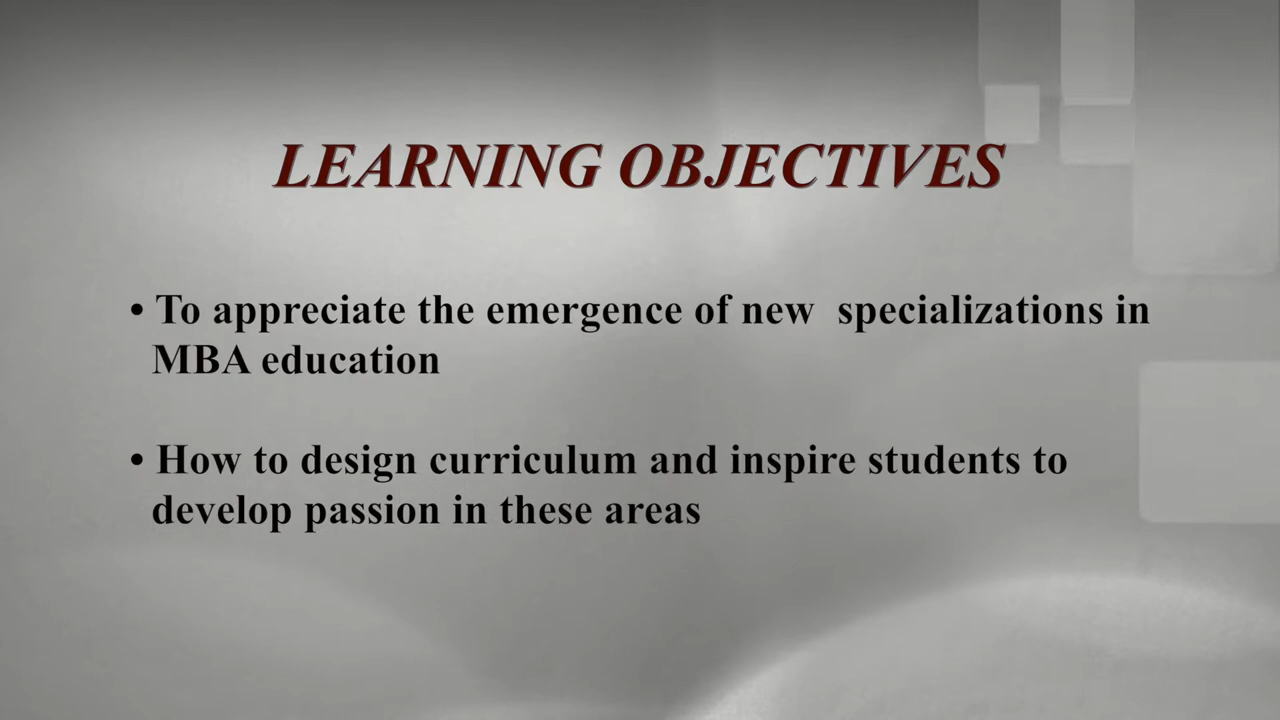 LEARNING OBJECTIVES
• To appreciate the emergence of new  specializations in
MBA education
• How to design curriculum and inspire students to
develop passion in these areas